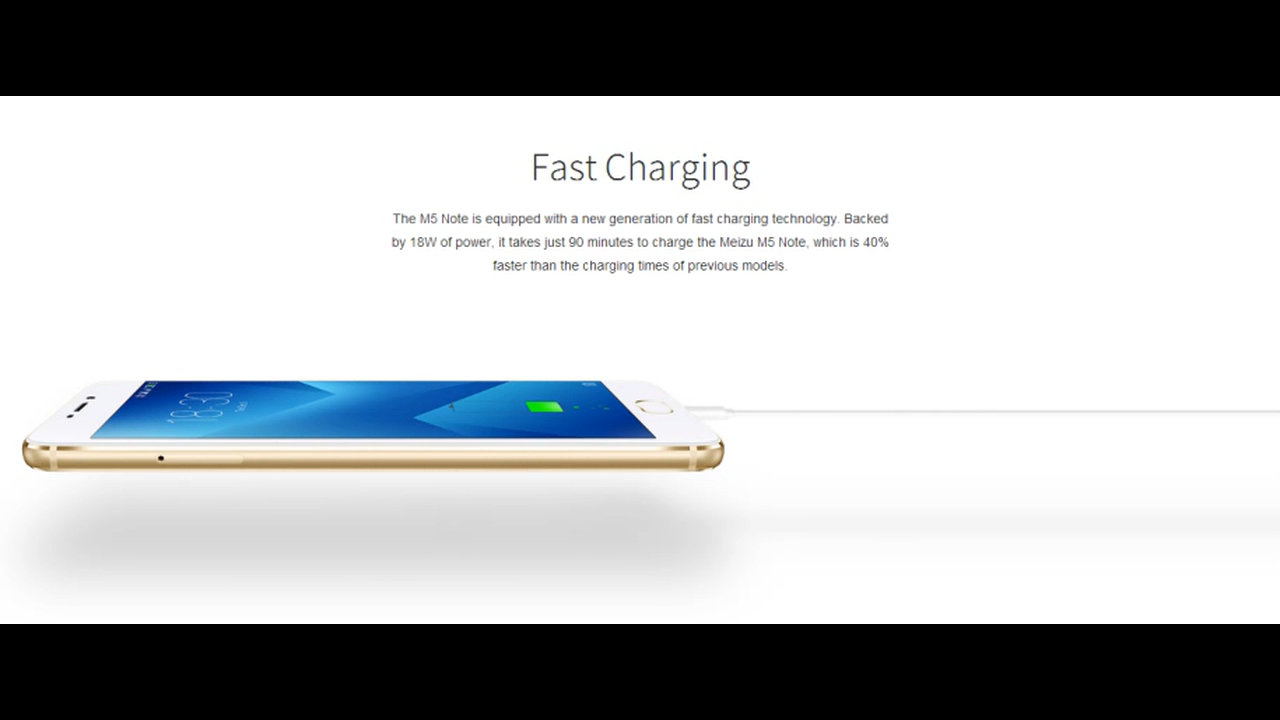 Fast Charging
The M5 Note is equipped with a new generation of fast charging technology. Backed
by 18W of power, it takes just 90 minutes to charge the Meizu M5 Note, which is 40%
faster than the charging times of previous models.
18:30